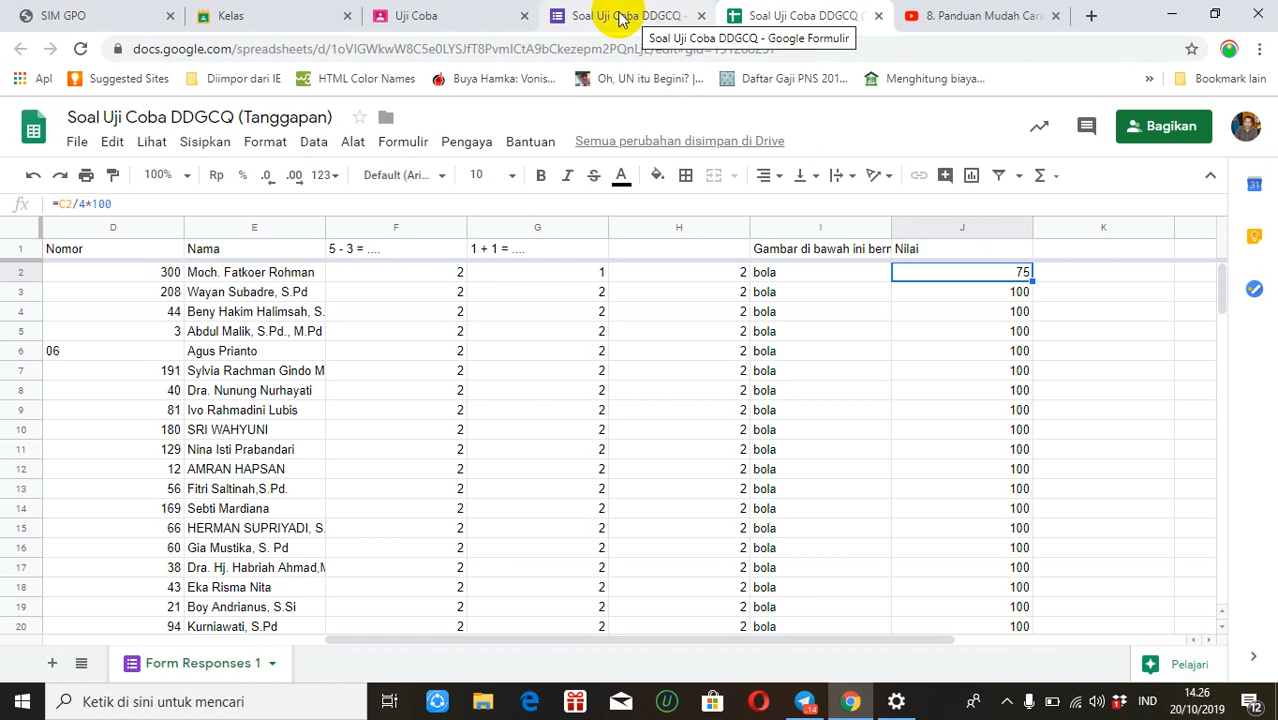 SIM GPO
Kelas
Uji Coba
Soal Uji Coba DDGCQ -
Soal Uji Coba DDGCQ (
8. Panduan Mudah Cara
Soal Uji Coba DDGCQ - Google Formulir
Apl
Suggested Sites
Diimpor dari IE
HTML Color Names
Buya Hamka: Vonis...
Oh, UN itu Begini? |...
Daftar Gaji PNS 201...
Menghitung biaya...
Bookmark lain
Soal Uji Coba DDGCQ (Tanggapan)
Bagikan
File Edit Lihat Sisipkan Format Data Alat Formulir Pengaya Bantuan Semua perubahan disimpan di Drive
100% Rp % .0 .00 123 Default (Ari... 10 B I S A
fx =C2/4*100
D E F G H I J K
1 Nomor Nama 5 - 3 = .... 1 + 1 = .... Gambar di bawah ini berr Nilai
2 300 Moch. Fatkoer Rohman 2 1 2 bola 75
3 208 Wayan Subadre, S.Pd 2 2 2 bola 100
4 44 Beny Hakim Halimsah, S. 2 2 2 bola 100
5 3 Abdul Malik, S.Pd., M.Pd 2 2 2 bola 100
6 06 Agus Prianto 2 2 2 bola 100
7 191 Sylvia Rachman Gindo M 2 2 2 bola 100
8 40 Dra. Nunung Nurhayati 2 2 2 bola 100
9 81 Ivo Rahmadini Lubis 2 2 2 bola 100
10 180 SRI WAHYUNI 2 2 2 bola 100
11 129 Nina Isti Prabandari 2 2 2 bola 100
12 12 AMRAN HAPSAN 2 2 2 bola 100
13 56 Fitri Saltinah,S.Pd. 2 2 2 bola 100
14 169 Sebti Mardiana 2 2 2 bola 100
15 66 HERMAN SUPRIYADI, S. 2 2 2 bola 100
16 60 Gia Mustika, S. Pd 2 2 2 bola 100
17 38 Dra. Hj. Habriah Ahmad,M 2 2 2 bola 100
18 43 Eka Risma Nita 2 2 2 bola 100
19 21 Boy Andrianus, S.Si 2 2 2 bola 100
20 94 Kurniawati, S.Pd 2 2 2 bola 100
Form Responses 1
Pelajari
Ketik di sini untuk mencari
14
IND
14.26
20/10/2019
12